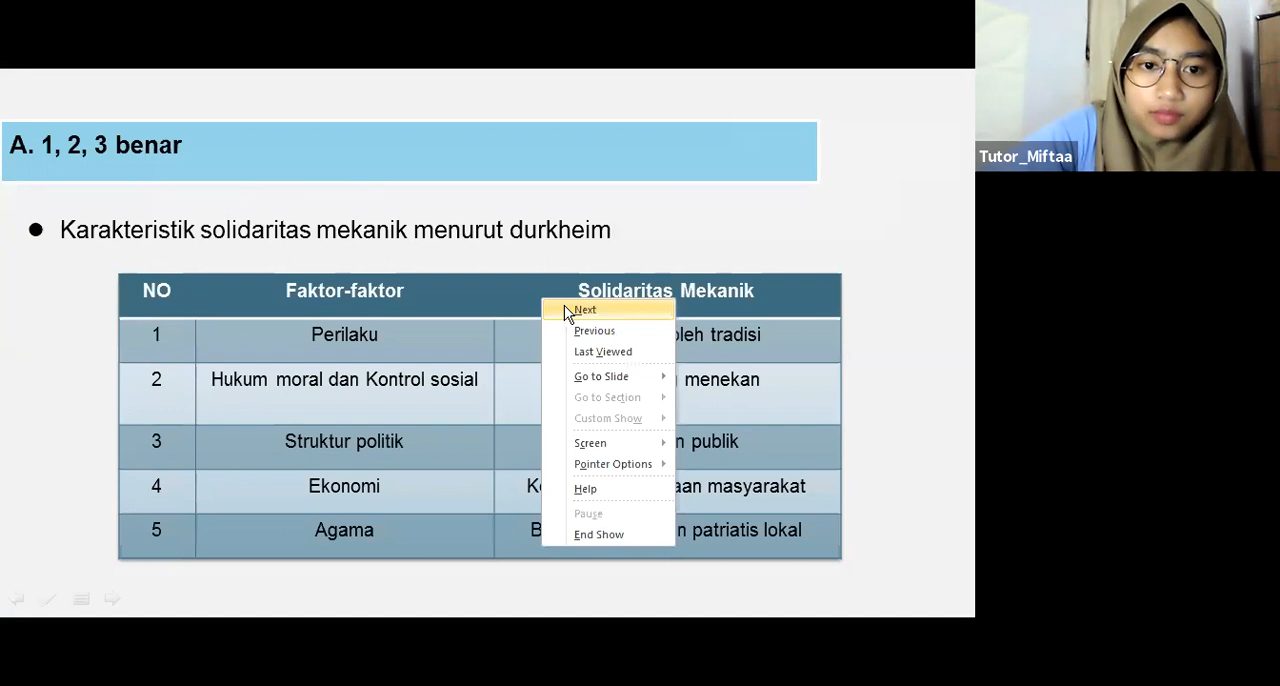 A. 1, 2, 3 benar
Tutor_Miftaa
● Karakteristik solidaritas mekanik menurut durkheim
NO Faktor-faktor Solidaritas Mekanik
1 Perilaku oleh tradisi
2 Hukum moral dan Kontrol sosial menekan
3 Struktur politik publik
4 Ekonomi masyarakat
5 Agama patriatis lokal
Next
Previous
Last Viewed
Go to Slide
Go to Section
Custom Show
Screen
Pointer Options
Help
Pause
End Show